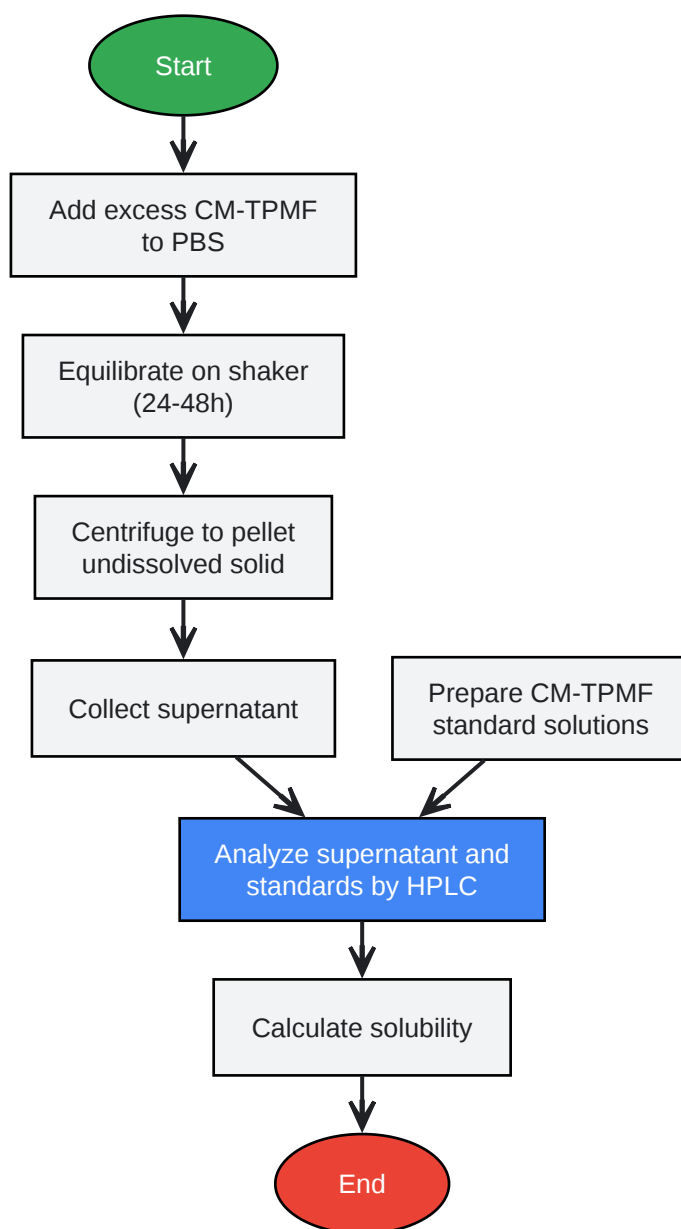 Start
Add excess CM-TPMF
to PBS
Equilibrate on shaker
(24-48h)
Centrifuge to pellet
undissolved solid
Collect supernatant
Prepare CM-TPMF
standard solutions
Analyze supernatant and
standards by HPLC
Calculate solubility
End